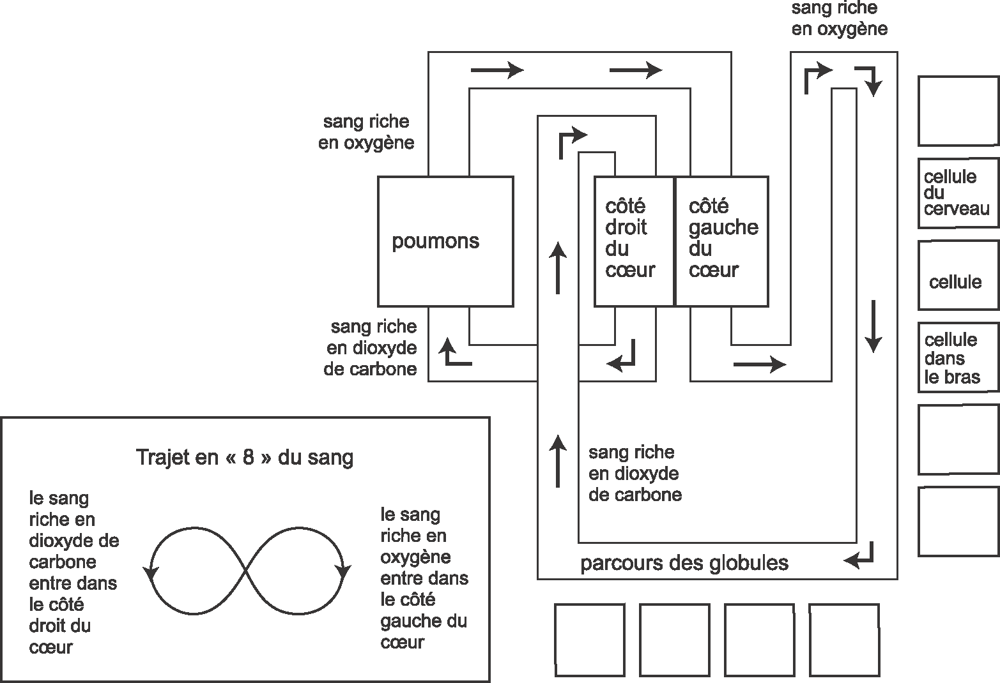 sang riche
en oxygène
sang riche
en oxygène
cellule
du
cerveau
poumons
côté
droit
du
cœur
côté
gauche
du
cœur
cellule
sang riche
en dioxyde
de carbone
cellule
dans
le bras
sang riche
en dioxyde
de carbone
parcours des globules
Trajet en « 8 » du sang
le sang
riche en
dioxyde de
carbone
entre dans
le côté
droit du
cœur
le sang
riche en
oxygène
entre dans
le côté
gauche du
cœur